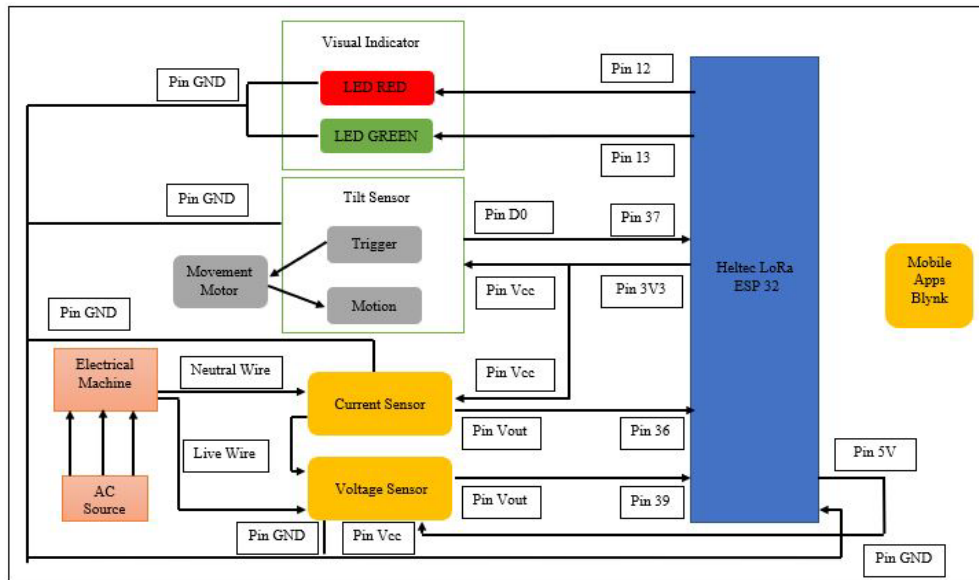 Visual Indicator
Pin 12
Pin GND
LED RED
LED GREEN
Pin 13
Pin GND
Tilt Sensor
Pin D0
Pin 37
Trigger
Movement
Motor
Motion
Pin Vcc
Pin 3V3
Heltec LoRa
ESP 32
Mobile
Apps
Blynk
Pin GND
Electrical
Machine
Neutral Wire
Pin Vcc
Current Sensor
Pin Vout
Pin 36
Live Wire
Pin 5V
AC
Source
Voltage Sensor
Pin Vout
Pin 39
Pin GND
Pin Vcc
Pin GND